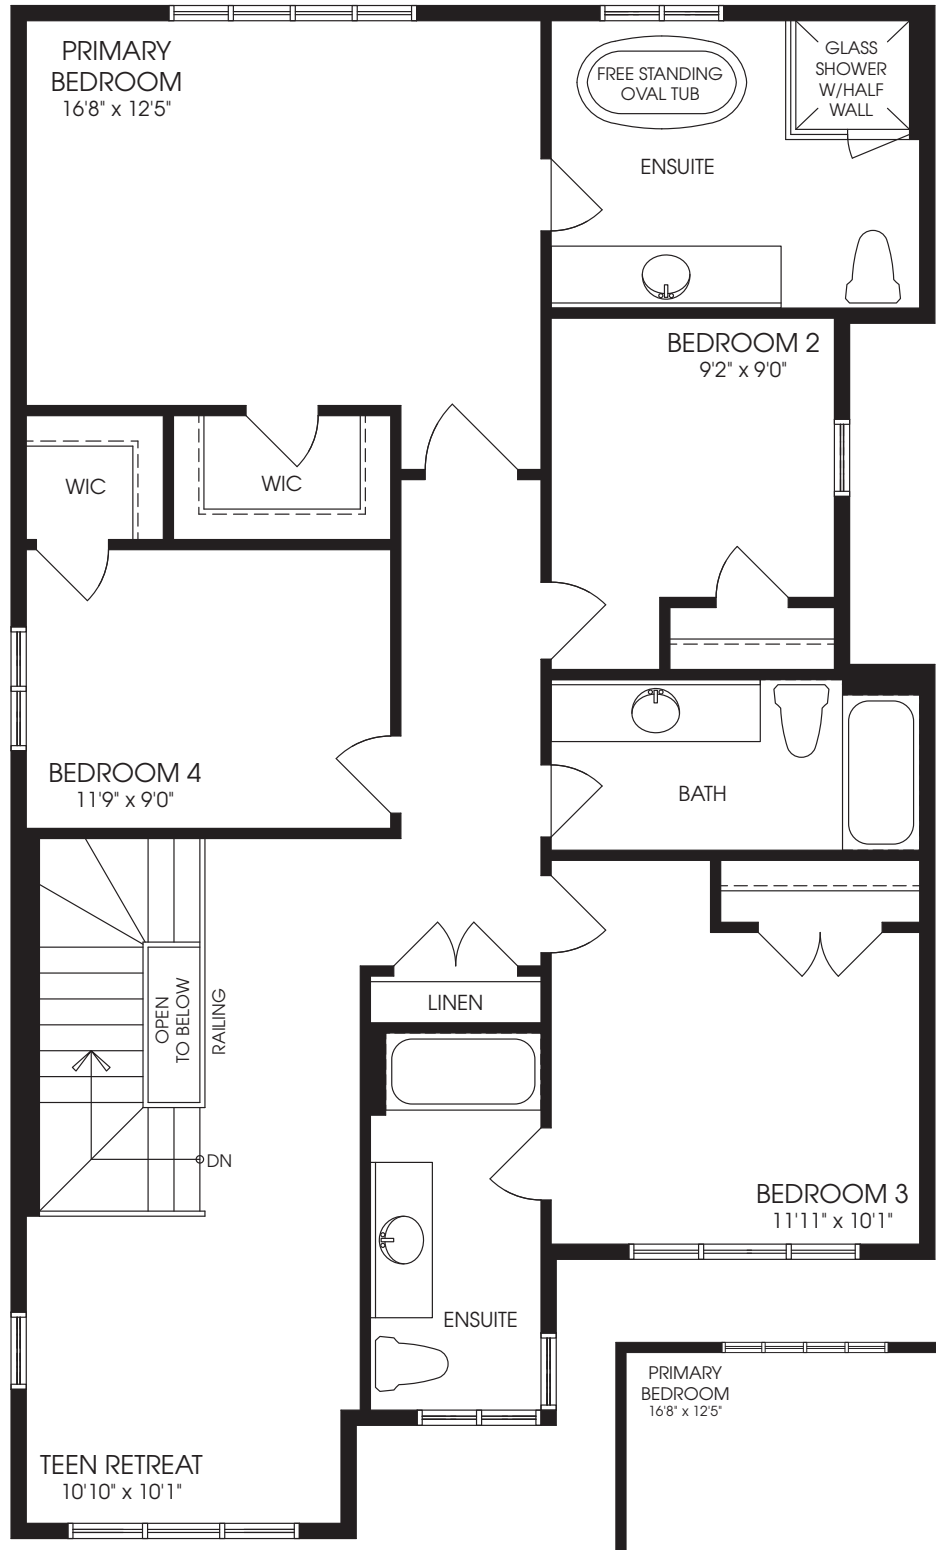 PRIMARY
BEDROOM
16'8" x 12'5"
FREE STANDING
OVAL TUB
GLASS
SHOWER
W/HALF
WALL
ENSUITE
BEDROOM 2
9'2" x 9'0"
WIC
WIC
BEDROOM 4
11'9" x 9'0"
BATH
OPEN
TO BELOW
RAILING
LINEN
DN
BEDROOM 3
11'11" x 10'1"
ENSUITE
TEEN RETREAT
10'10" x 10'1"
PRIMARY
BEDROOM
16'8" x 12'5"